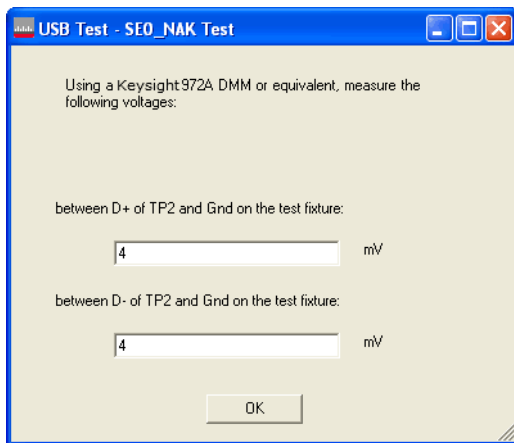 USB Test - SE0_NAK Test
Using a Keysight 972A DMM or equivalent, measure the
following voltages:
between D+ of TP2 and Gnd on the test fixture:
4 mV
between D- of TP2 and Gnd on the test fixture:
4 mV
OK